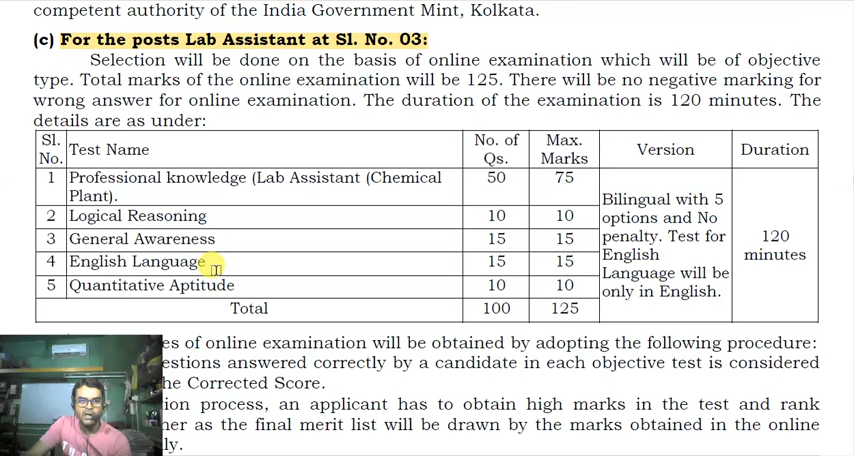 competent authority of the India Government Mint, Kolkata.
(c) For the posts Lab Assistant at Sl. No. 03:
Selection will be done on the basis of online examination which will be of objective
type. Total marks of the online examination will be 125. There will be no negative marking for
wrong answer for online examination. The duration of the examination is 120 minutes. The
details are as under:
Sl. No. Test Name No. of Qs. Max. Marks Version Duration
1 Professional knowledge (Lab Assistant (Chemical Plant). 50 75
2 Logical Reasoning 10 10
3 General Awareness 15 15
4 English Language 15 15
5 Quantitative Aptitude 10 10
Total 100 125
Bilingual with 5
options and No
penalty. Test for
English
Language will be
only in English.
120
minutes
es of online examination will be obtained by adopting the following procedure:
estions answered correctly by a candidate in each objective test is considered
he Corrected Score.
ion process, an applicant has to obtain high marks in the test and rank
ner as the final merit list will be drawn by the marks obtained in the online
ly.